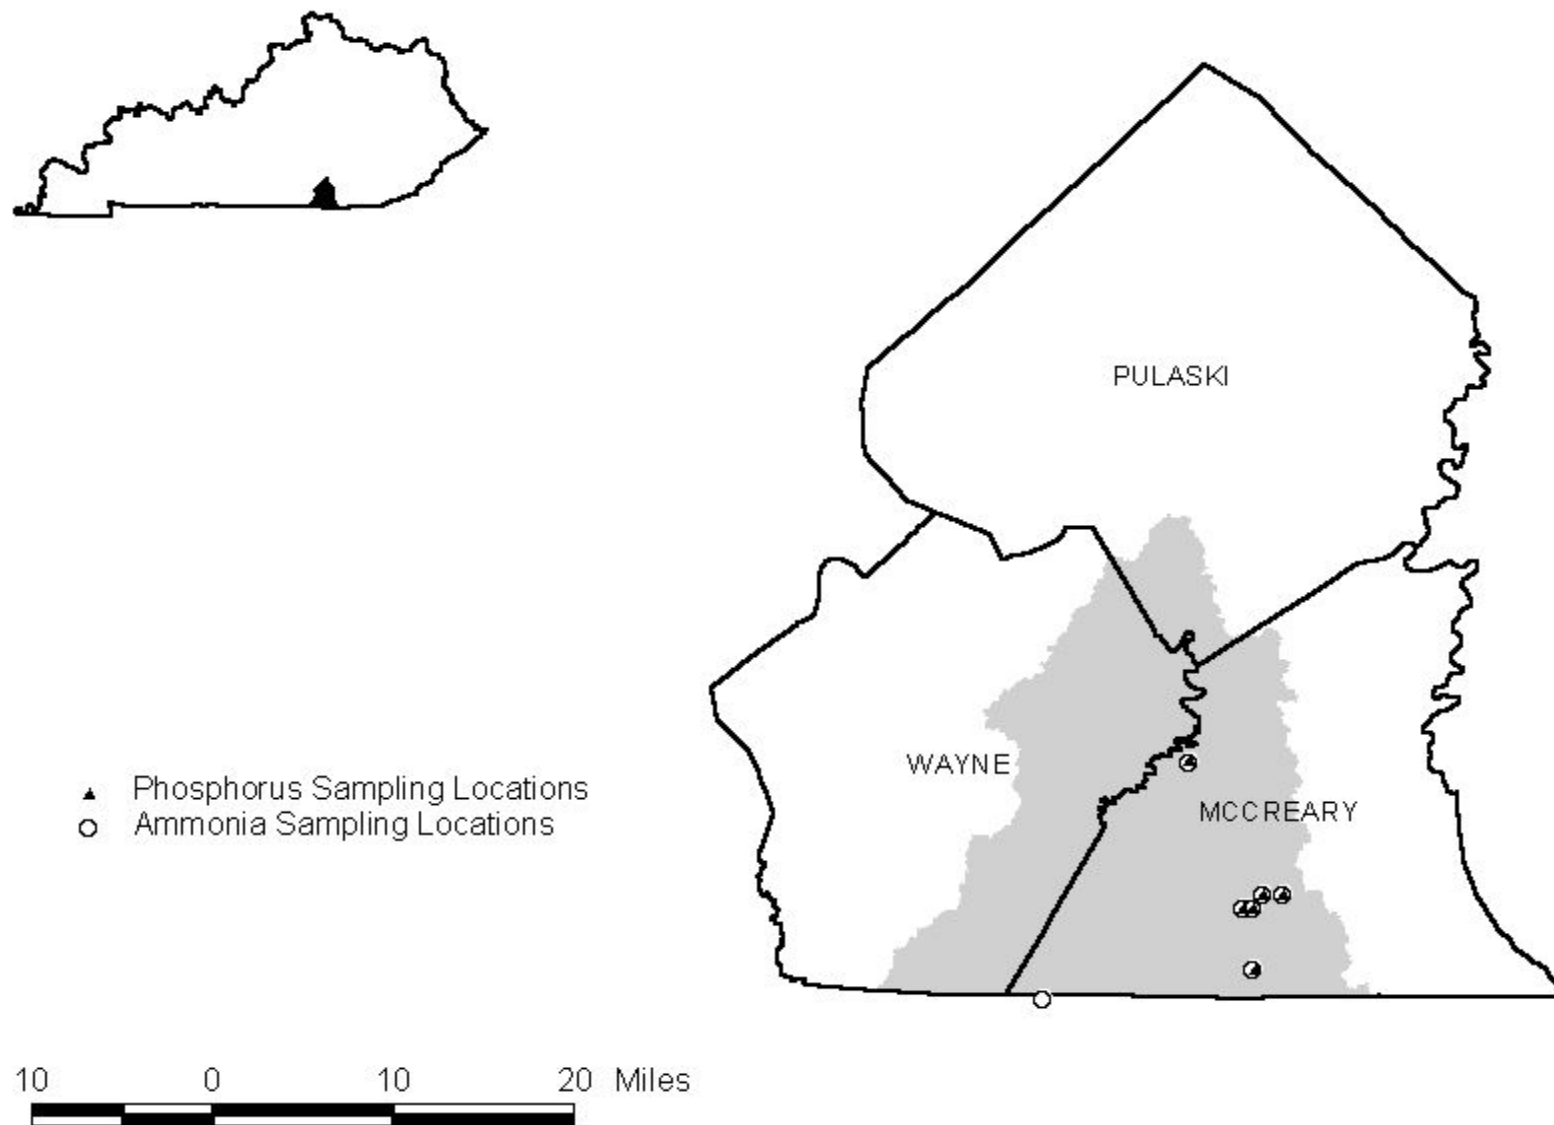 PULASKI
WAYNE
MCCREARY
Phosphorus Sampling Locations
Ammonia Sampling Locations
10 0 10 20 Miles